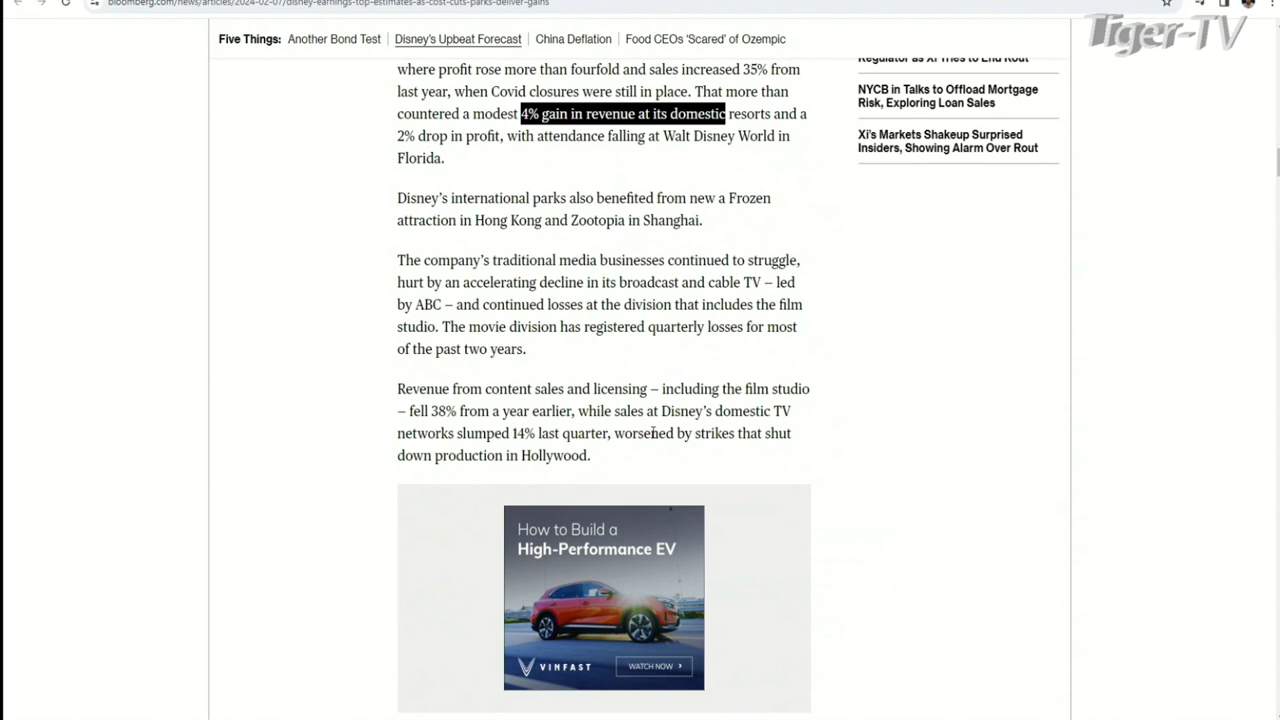 bloomberg.com/news/articles/2024-02-07/disney-earnings-top-estimates-as-cost-cuts-parks-deliver-gains
Tiger-TV
Five Things: Another Bond Test | Disney's Upbeat Forecast | China Deflation | Food CEOs 'Scared' of Ozempic
where profit rose more than fourfold and sales increased 35% from
last year, when Covid closures were still in place. That more than
countered a modest 4% gain in revenue at its domestic resorts and a
2% drop in profit, with attendance falling at Walt Disney World in
Florida.
Disney's international parks also benefited from new a Frozen
attraction in Hong Kong and Zootopia in Shanghai.
The company's traditional media businesses continued to struggle,
hurt by an accelerating decline in its broadcast and cable TV – led
by ABC – and continued losses at the division that includes the film
studio. The movie division has registered quarterly losses for most
of the past two years.
Revenue from content sales and licensing – including the film studio
– fell 38% from a year earlier, while sales at Disney's domestic TV
networks slumped 14% last quarter, worsened by strikes that shut
down production in Hollywood.
Regulator as Xi Tries to End Rout
NYCB in Talks to Offload Mortgage
Risk, Exploring Loan Sales
Xi's Markets Shakeup Surprised
Insiders, Showing Alarm Over Rout
How to Build a
High-Performance EV
VINFAST
WATCH NOW >